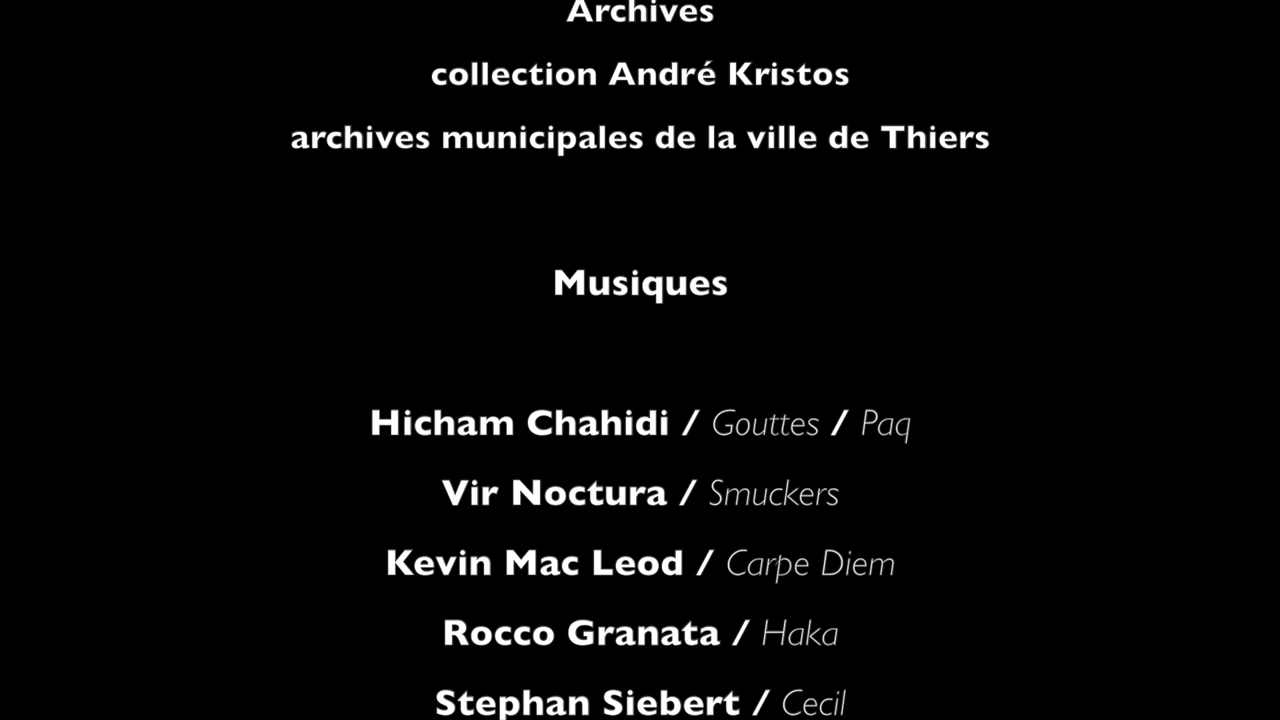 Archives
collection André Kristos
archives municipales de la ville de Thiers
Musiques
Hicham Chahidi / Gouttes / Paq
Vir Noctura / Smuckers
Kevin Mac Leod / Carpe Diem
Rocco Granata / Haka
Stephan Siebert / Cecil